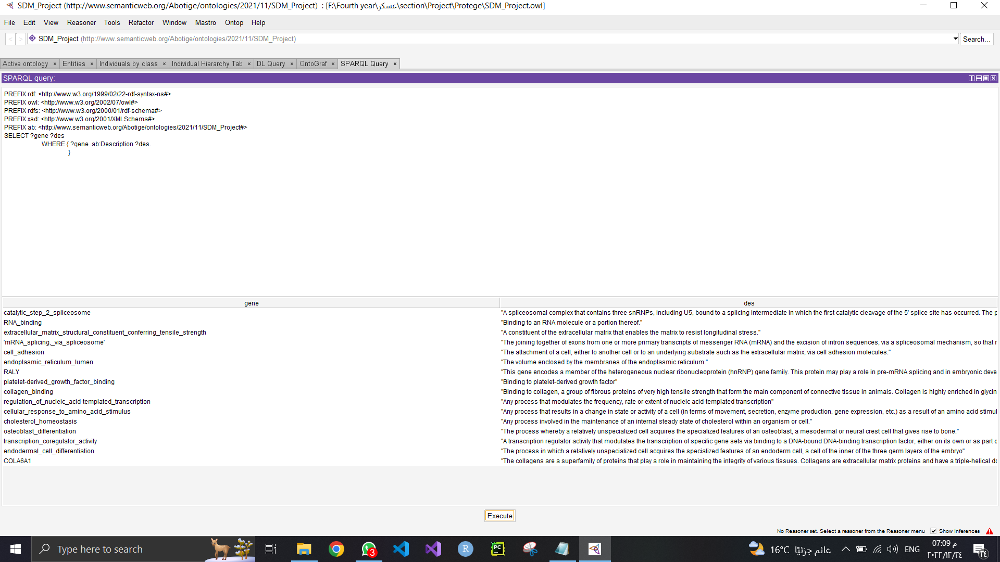 SDM_Project (http://www.semanticweb.org/Abotige/ontologies/2021/11/SDM_Project) : [F:\Fourth year\عسكر\section\Project\Protege\SDM_Project.owl]
File Edit View Reasoner Tools Refactor Window Mastro Ontop Help
< > SDM_Project (http://www.semanticweb.org/Abotige/ontologies/2021/11/SDM_Project) Search...
Active ontology × Entities × Individuals by class × Individual Hierarchy Tab × DL Query × OntoGraf × SPARQL Query ×
SPARQL query:
PREFIX rdf: <http://www.w3.org/1999/02/22-rdf-syntax-ns#>
PREFIX owl: <http://www.w3.org/2002/07/owl#>
PREFIX rdfs: <http://www.w3.org/2000/01/rdf-schema#>
PREFIX xsd: <http://www.w3.org/2001/XMLSchema#>
PREFIX ab: <http://www.semanticweb.org/Abotige/ontologies/2021/11/SDM_Project#>
SELECT ?gene ?des
WHERE { ?gene ab:Description ?des.
}
gene des
catalytic_step_2_spliceosome "A spliceosomal complex that contains three snRNPs, including U5, bound to a splicing intermediate in which the first catalytic cleavage of the 5' splice site has occurred. The p
RNA_binding "Binding to an RNA molecule or a portion thereof."
extracellular_matrix_structural_constituent_conferring_tensile_strength "A constituent of the extracellular matrix that enables the matrix to resist longitudinal stress."
'mRNA_splicing,_via_spliceosome' "The joining together of exons from one or more primary transcripts of messenger RNA (mRNA) and the excision of intron sequences, via a spliceosomal mechanism, so that r
cell_adhesion "The attachment of a cell, either to another cell or to an underlying substrate such as the extracellular matrix, via cell adhesion molecules."
endoplasmic_reticulum_lumen "The volume enclosed by the membranes of the endoplasmic reticulum."
RALY "This gene encodes a member of the heterogeneous nuclear ribonucleoprotein (hnRNP) gene family. This protein may play a role in pre-mRNA splicing and in embryonic deve
platelet-derived_growth_factor_binding "Binding to platelet-derived growth factor"
collagen_binding "Binding to collagen, a group of fibrous proteins of very high tensile strength that form the main component of connective tissue in animals. Collagen is highly enriched in glycin
regulation_of_nucleic_acid-templated_transcription "Any process that modulates the frequency, rate or extent of nucleic acid-templated transcription"
cellular_response_to_amino_acid_stimulus "Any process that results in a change in state or activity of a cell (in terms of movement, secretion, enzyme production, gene expression, etc.) as a result of an amino acid stimul
cholesterol_homeostasis "Any process involved in the maintenance of an internal steady state of cholesterol within an organism or cell."
osteoblast_differentiation "The process whereby a relatively unspecialized cell acquires the specialized features of an osteoblast, a mesodermal or neural crest cell that gives rise to bone."
transcription_coregulator_activity "A transcription regulator activity that modulates the transcription of specific gene sets via binding to a DNA-bound DNA-binding transcription factor, either on its own or as part c
endodermal_cell_differentiation "The process in which a relatively unspecialized cell acquires the specialized features of an endoderm cell, a cell of the inner of the three germ layers of the embryo"
COLA6A1 "The collagens are a superfamily of proteins that play a role in maintaining the integrity of various tissues. Collagens are extracellular matrix proteins and have a triple-helical do
Execute
No Reasoner set. Select a reasoner from the Reasoner menu Show Inferences
Type here to search 3 R PC 16°C غائم جزئيًا ENG 07:09 م
٢٠٢٢/١٢/٢٤ ٢٤